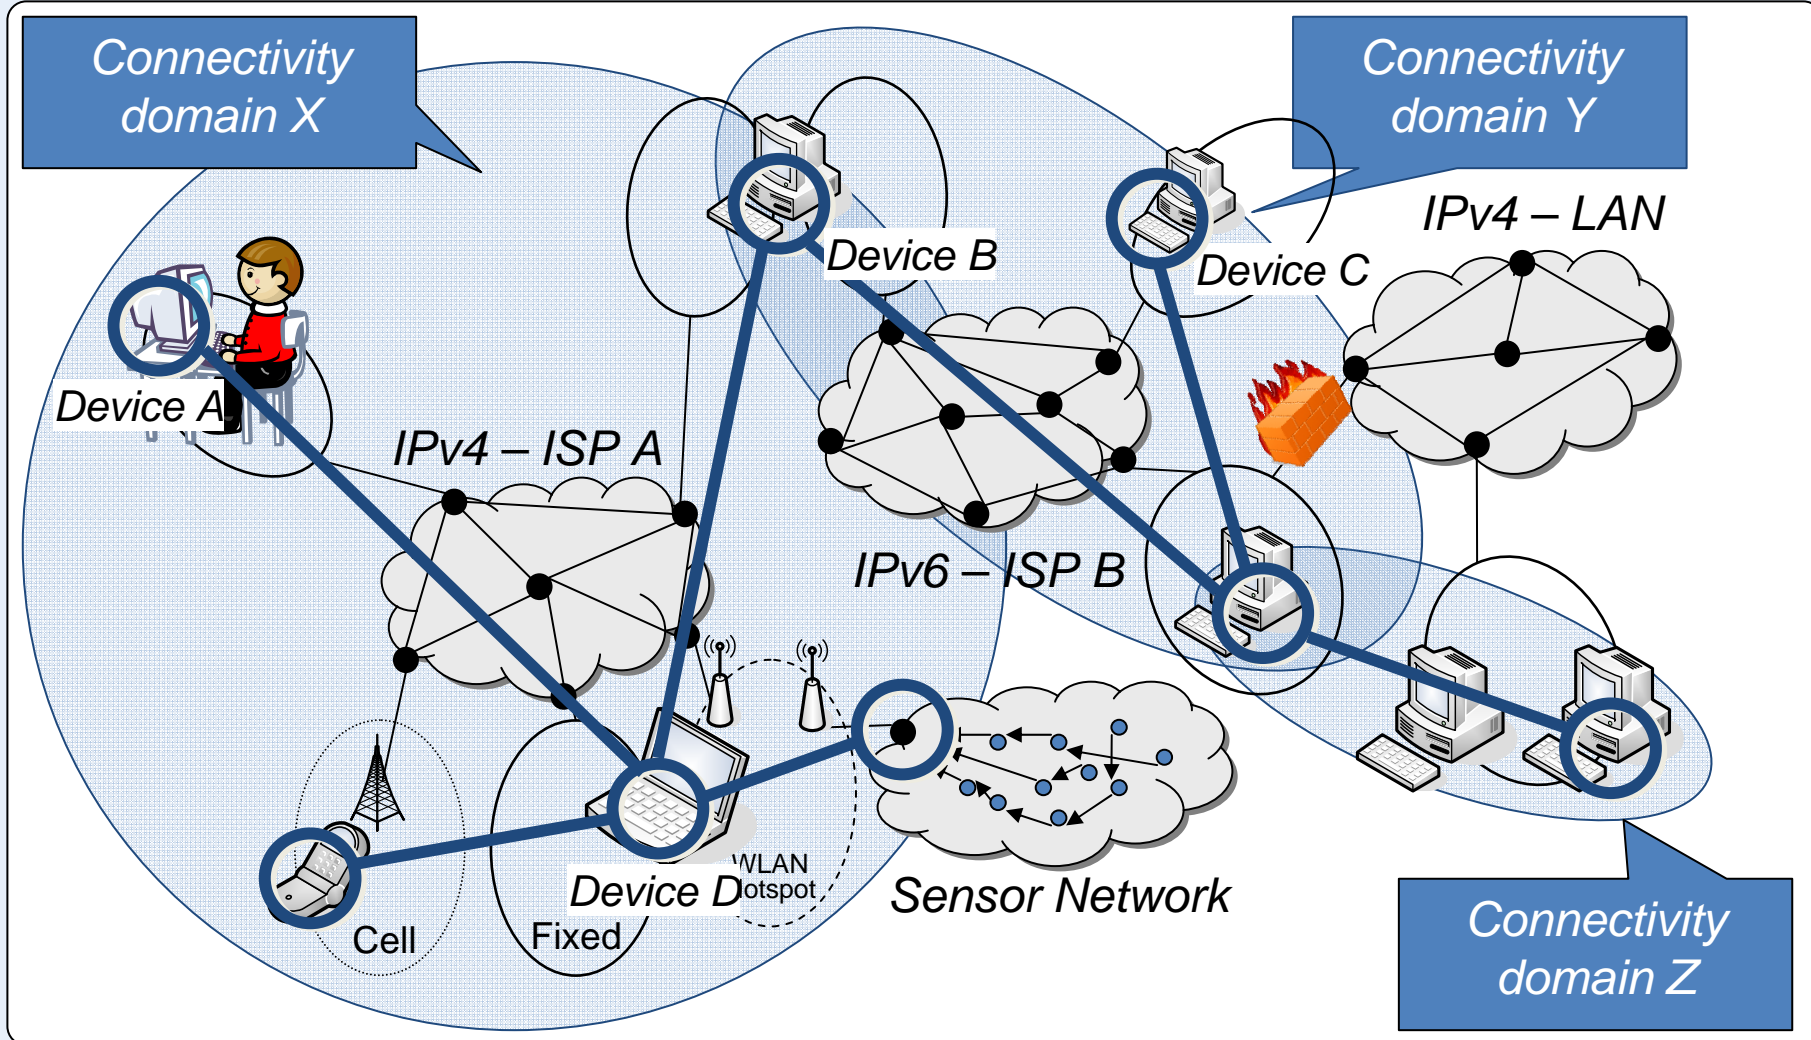 Connectivity
domain X
Connectivity
domain Y
IPv4 – LAN
Device B
Device C
Device A
IPv4 – ISP A
IPv6 – ISP B
WLAN
Hotspot
Device D
Sensor Network
Cell
Fixed
Connectivity
domain Z